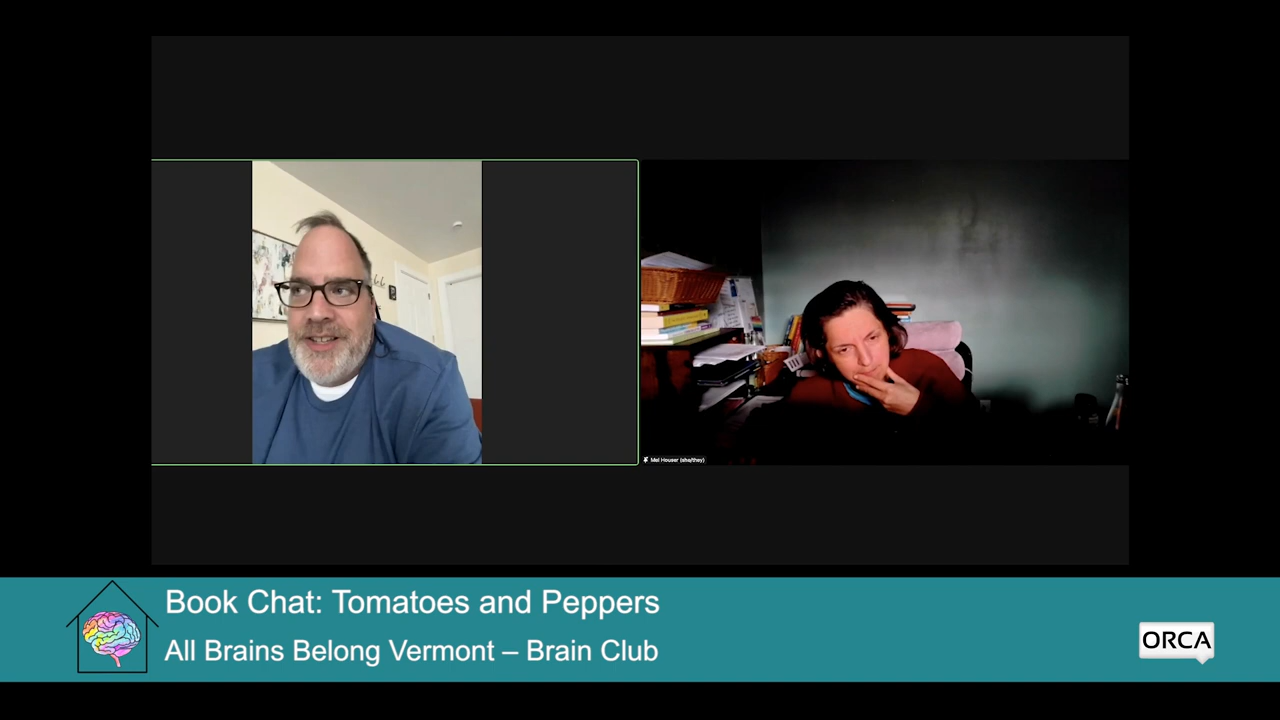 Mel Houser (she/they)
Book Chat: Tomatoes and Peppers
All Brains Belong Vermont – Brain Club
ORCA